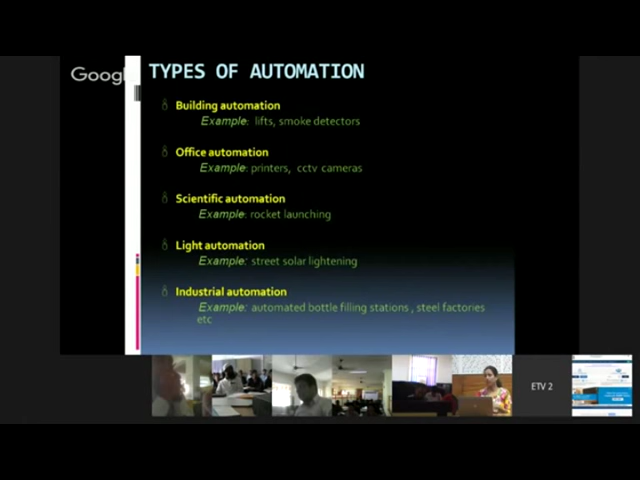 Google
TYPES OF AUTOMATION
Building automation
Example: lifts, smoke detectors
Office automation
Example: printers, cctv cameras
Scientific automation
Example: rocket launching
Light automation
Example: street solar lightening
Industrial automation
Example: automated bottle filling stations , steel factories
etc
ETV 2